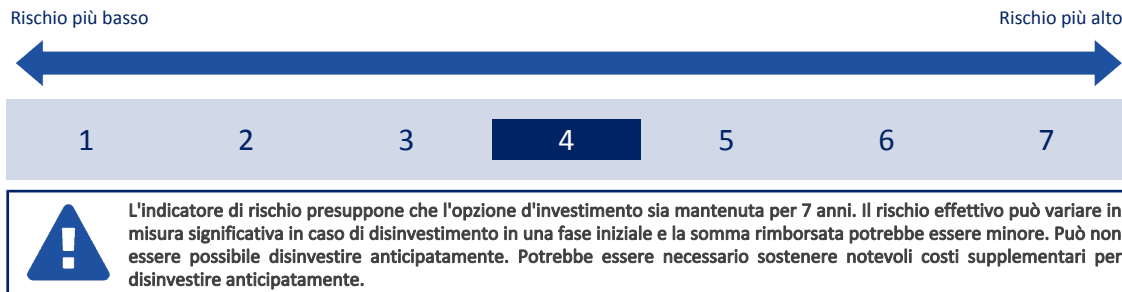 Rischio più basso Rischio più alto
1 2 3 4 5 6 7
L'indicatore di rischio presuppone che l'opzione d'investimento sia mantenuta per 7 anni. Il rischio effettivo può variare in
misura significativa in caso di disinvestimento in una fase iniziale e la somma rimborsata potrebbe essere minore. Può non
essere possibile disinvestire anticipatamente. Potrebbe essere necessario sostenere notevoli costi supplementari per
disinvestire anticipatamente.